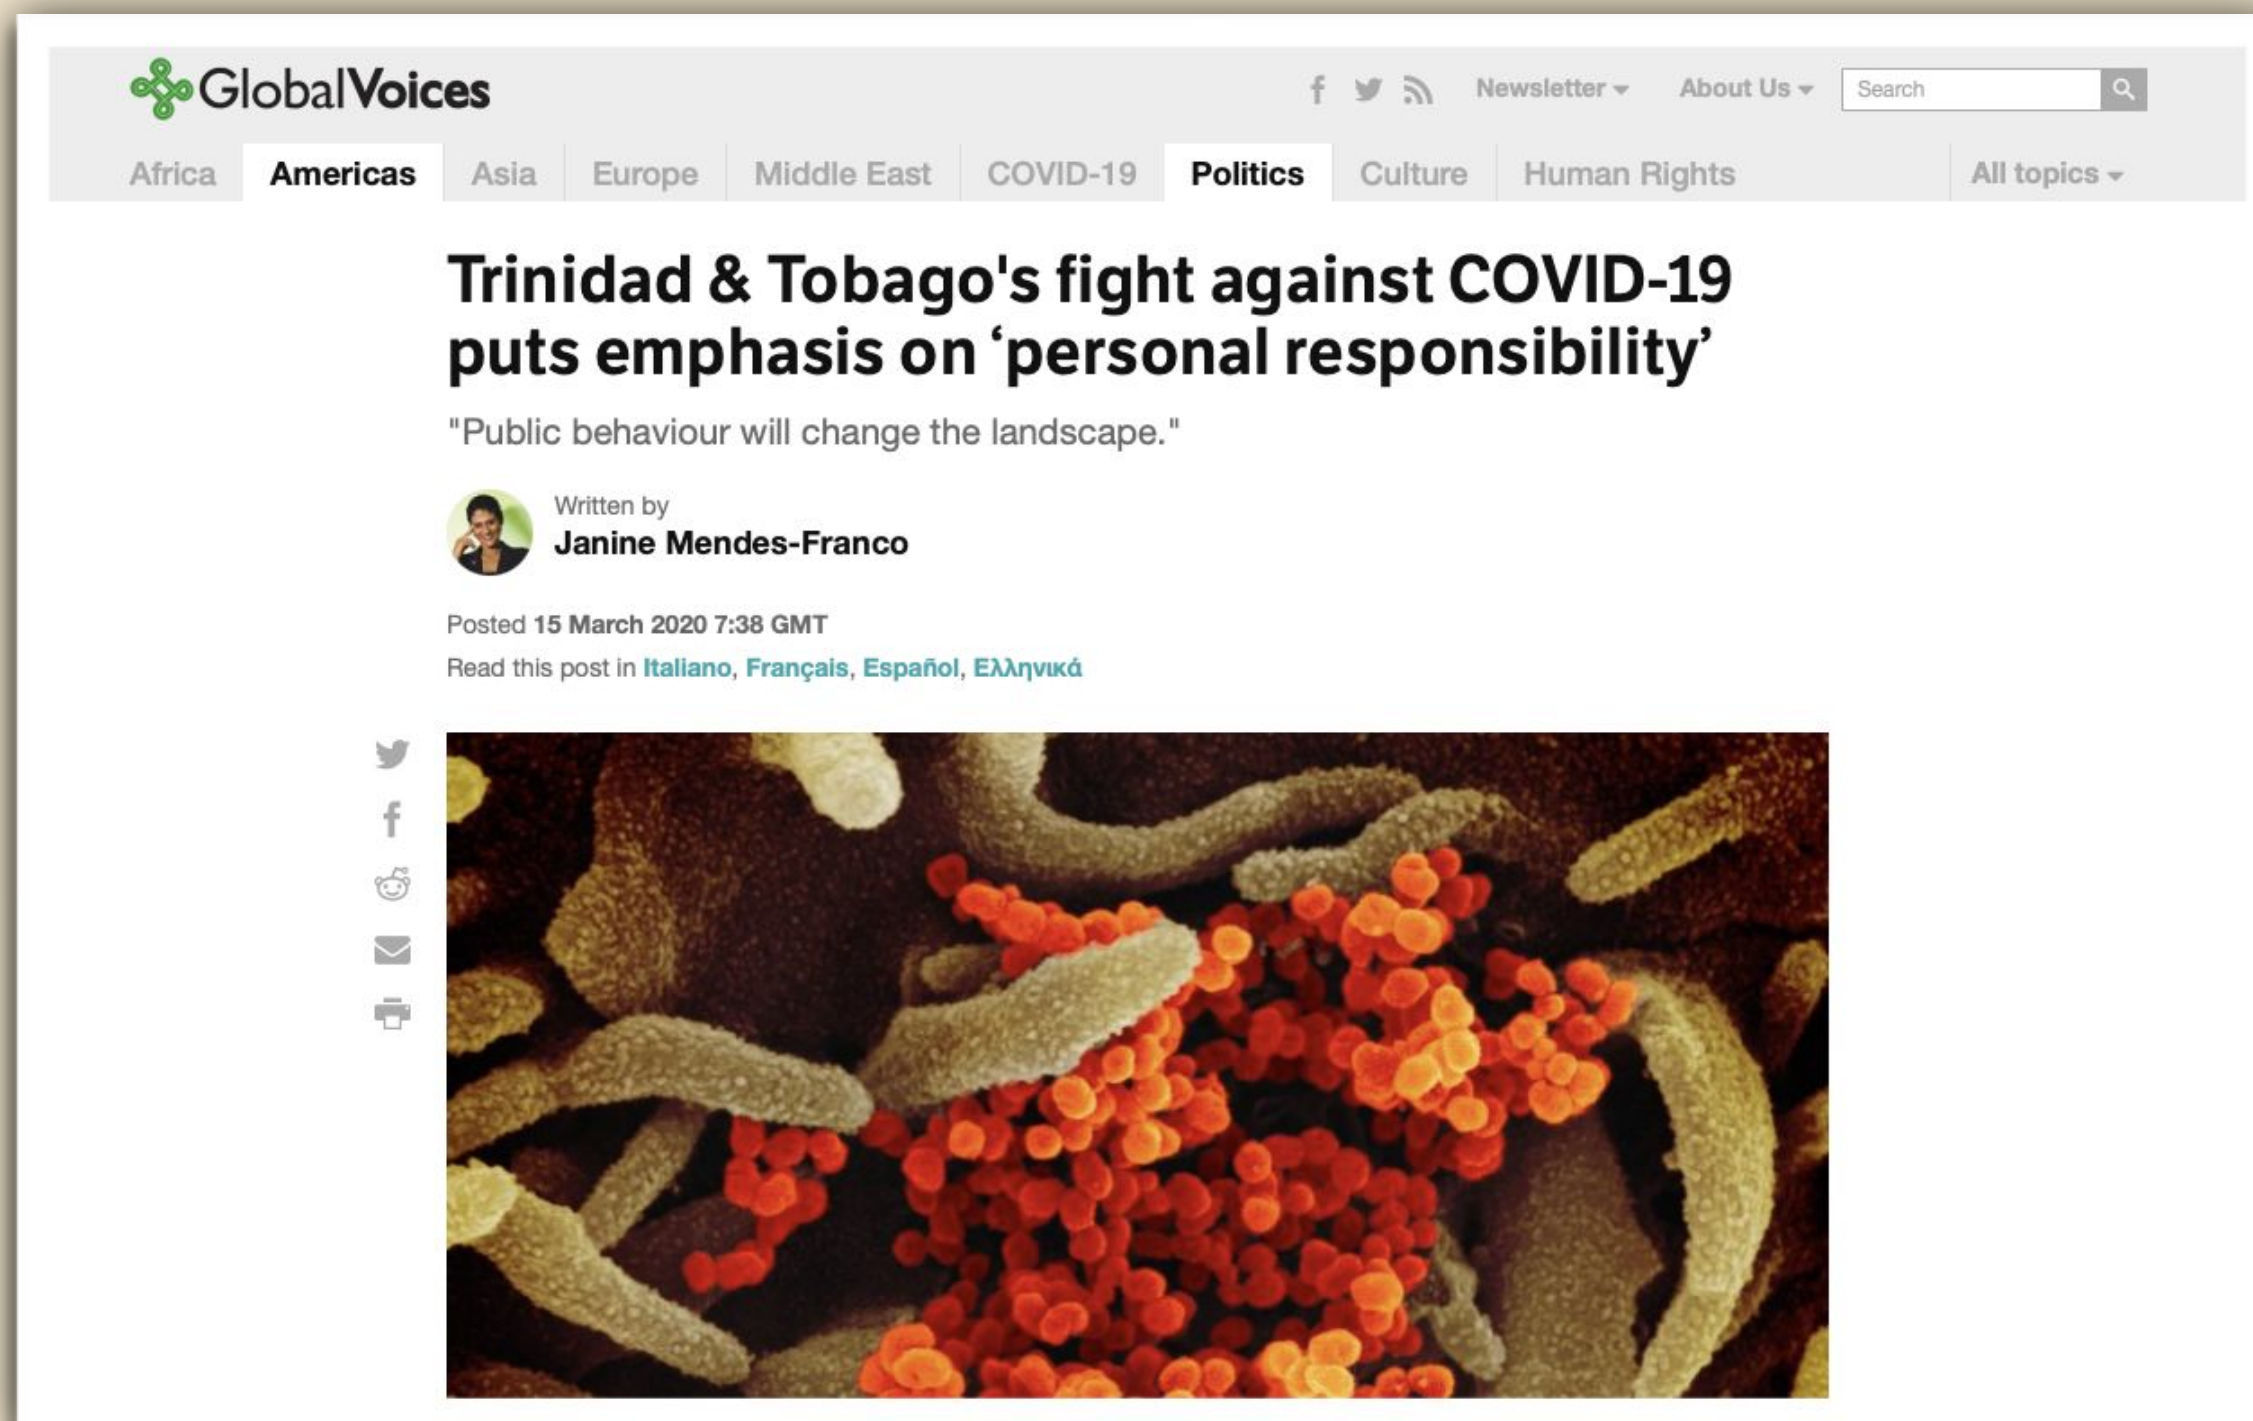 GlobalVoices
Newsletter
About Us
Search
Africa
Americas
Asia
Europe
Middle East
COVID-19
Politics
Culture
Human Rights
All topics
Trinidad & Tobago's fight against COVID-19
puts emphasis on ‘personal responsibility’
"Public behaviour will change the landscape."
Written by
Janine Mendes-Franco
Posted 15 March 2020 7:38 GMT
Read this post in Italiano, Français, Español, Ελληνικά